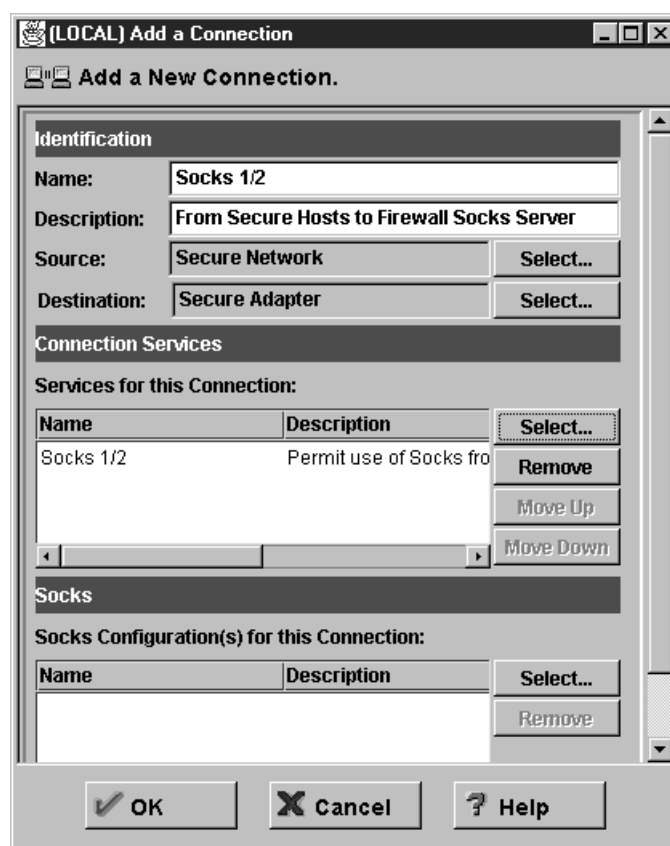 (LOCAL) Add a Connection
Add a New Connection.
Identification
Name: Socks 1/2
Description: From Secure Hosts to Firewall Socks Server
Source: Secure Network Select...
Destination: Secure Adapter Select...
Connection Services
Services for this Connection:
Name Description Select...
Socks 1/2 Permit use of Socks fro
Remove
Move Up
Move Down
Socks
Socks Configuration(s) for this Connection:
Name Description Select...
Remove
OK Cancel Help